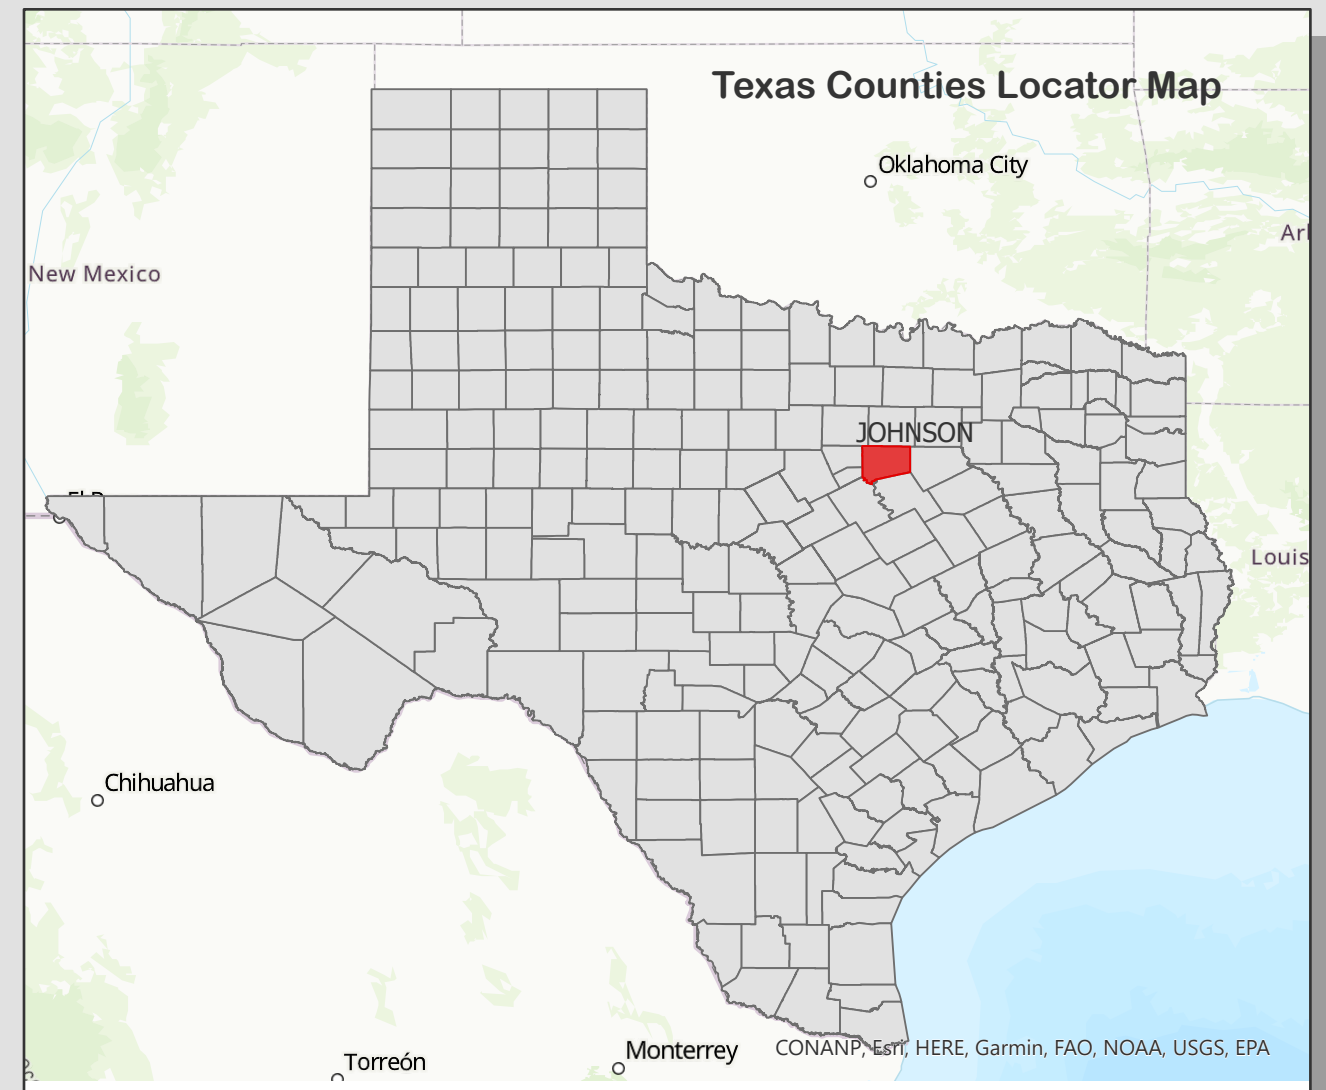 Texas Counties Locator Map
Oklahoma City
New Mexico
JOHNSON
Chihuahua
Torreón
Monterrey
CONANP, Esri, HERE, Garmin, FAO, NOAA, USGS, EPA